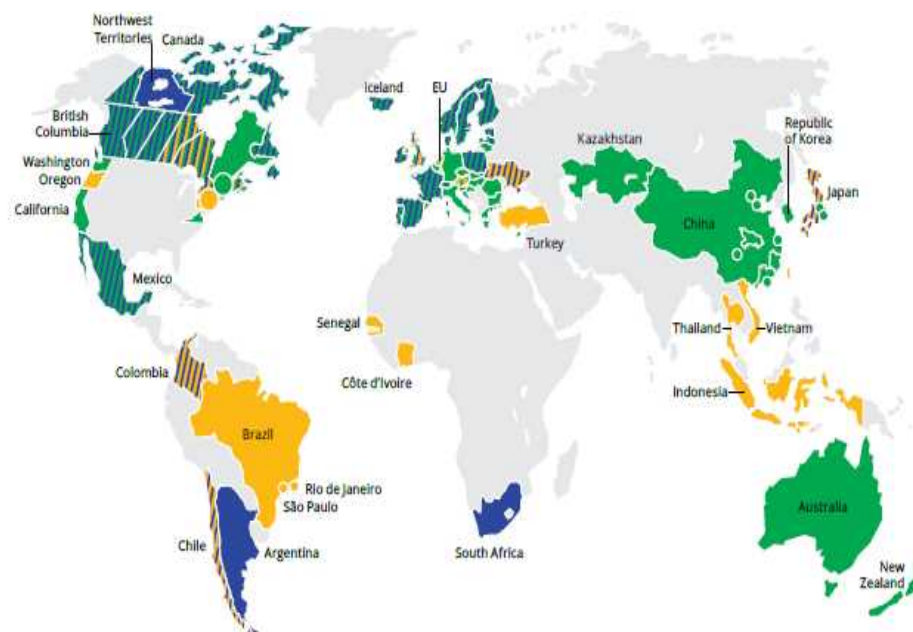 Northwest
Territories
Canada
British
Columbia
Washington
Oregon
California
Mexico
Iceland
EU
Kazakhstan
Republic
of Korea
Japan
China
Turkey
Senegal
Côte d'Ivoire
Thailand
Vietnam
Indonesia
Colombia
Brazil
Rio de Janeiro
São Paulo
Chile
Argentina
South Africa
Australia
New
Zealand